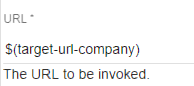 URL *
$(target-url-company)
The URL to be invoked.